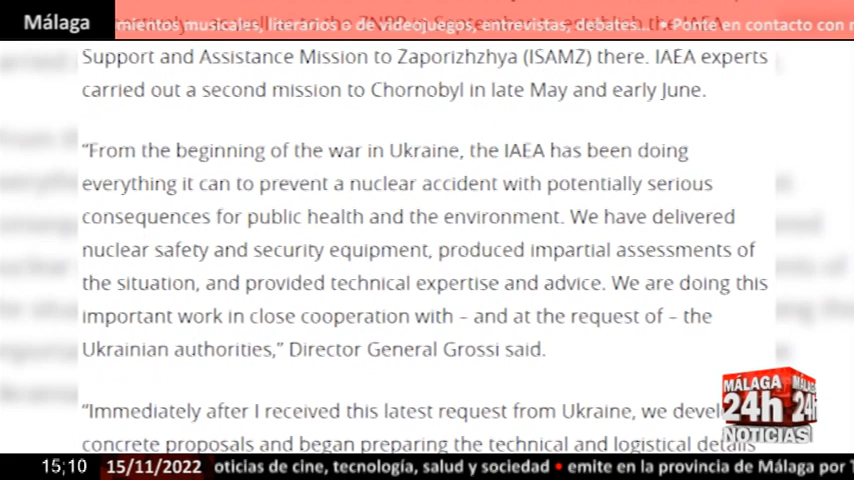 Málaga
mientos musicales, literarios o de videojuegos, entrevistas, debates... • Ponte en contacto con
Support and Assistance Mission to Zaporizhzhya (ISAMZ) there. IAEA experts
carried out a second mission to Chornobyl in late May and early June.
“From the beginning of the war in Ukraine, the IAEA has been doing
everything it can to prevent a nuclear accident with potentially serious
consequences for public health and the environment. We have delivered
nuclear safety and security equipment, produced impartial assessments of
the situation, and provided technical expertise and advice. We are doing this
important work in close cooperation with – and at the request of – the
Ukrainian authorities,” Director General Grossi said.
“Immediately after I received this latest request from Ukraine, we devel
concrete proposals and began preparing the technical and logistical details
MÁLAGA
24h
NOTICIAS
15:10 15/11/2022 oticias de cine, tecnología, salud y sociedad • emite en la provincia de Málaga por